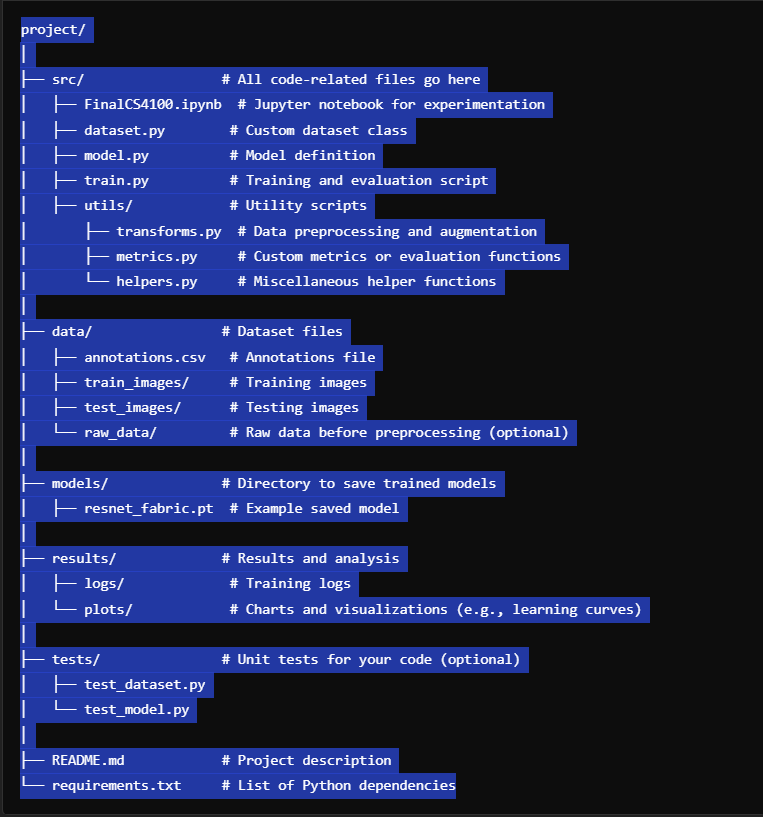 project/
│
├── src/                 # All code-related files go here
│   ├── FinalCS4100.ipynb  # Jupyter notebook for experimentation
│   ├── dataset.py        # Custom dataset class
│   ├── model.py          # Model definition
│   ├── train.py          # Training and evaluation script
│   ├── utils/            # Utility scripts
│       ├── transforms.py  # Data preprocessing and augmentation
│       ├── metrics.py     # Custom metrics or evaluation functions
│       └── helpers.py     # Miscellaneous helper functions
│
├── data/                # Dataset files
│   ├── annotations.csv   # Annotations file
│   ├── train_images/     # Training images
│   ├── test_images/      # Testing images
│   └── raw_data/         # Raw data before preprocessing (optional)
│
├── models/              # Directory to save trained models
│   ├── resnet_fabric.pt  # Example saved model
│
├── results/             # Results and analysis
│   ├── logs/             # Training logs
│   └── plots/            # Charts and visualizations (e.g., learning curves)
│
├── tests/               # Unit tests for your code (optional)
│   ├── test_dataset.py
│   └── test_model.py
│
├── README.md            # Project description
└── requirements.txt     # List of Python dependencies